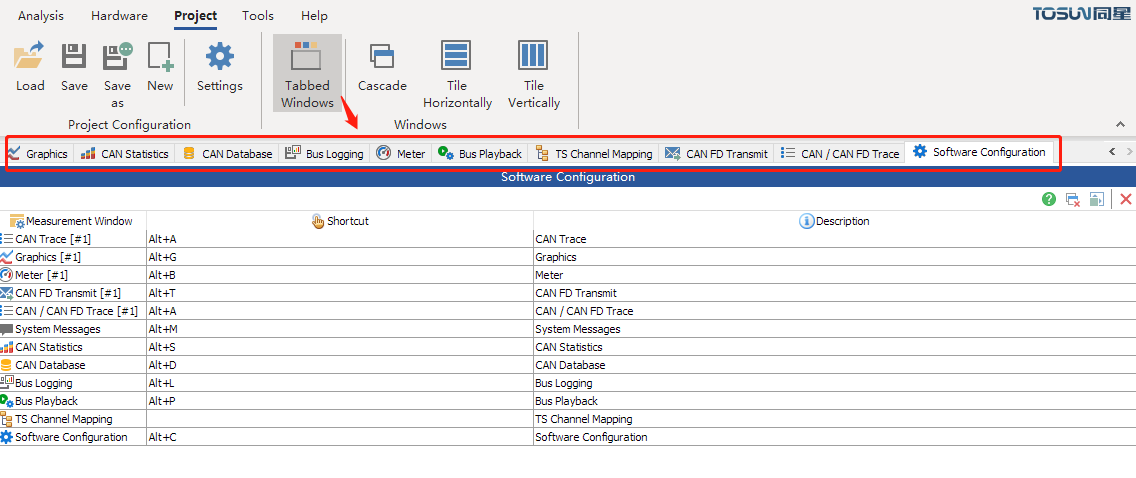 Analysis Hardware Project Tools Help TOSUN同星
Load Save Save as New Settings Tabbed Windows Cascade Tile Horizontally Tile Vertically
Project Configuration Windows
Graphics CAN Statistics CAN Database Bus Logging Meter Bus Playback TS Channel Mapping CAN FD Transmit CAN / CAN FD Trace Software Configuration
Software Configuration
Measurement Window Shortcut Description
CAN Trace [#1] Alt+A CAN Trace
Graphics [#1] Alt+G Graphics
Meter [#1] Alt+B Meter
CAN FD Transmit [#1] Alt+T CAN FD Transmit
CAN / CAN FD Trace [#1] Alt+A CAN / CAN FD Trace
System Messages Alt+M System Messages
CAN Statistics Alt+S CAN Statistics
CAN Database Alt+D CAN Database
Bus Logging Alt+L Bus Logging
Bus Playback Alt+P Bus Playback
TS Channel Mapping TS Channel Mapping
Software Configuration Alt+C Software Configuration